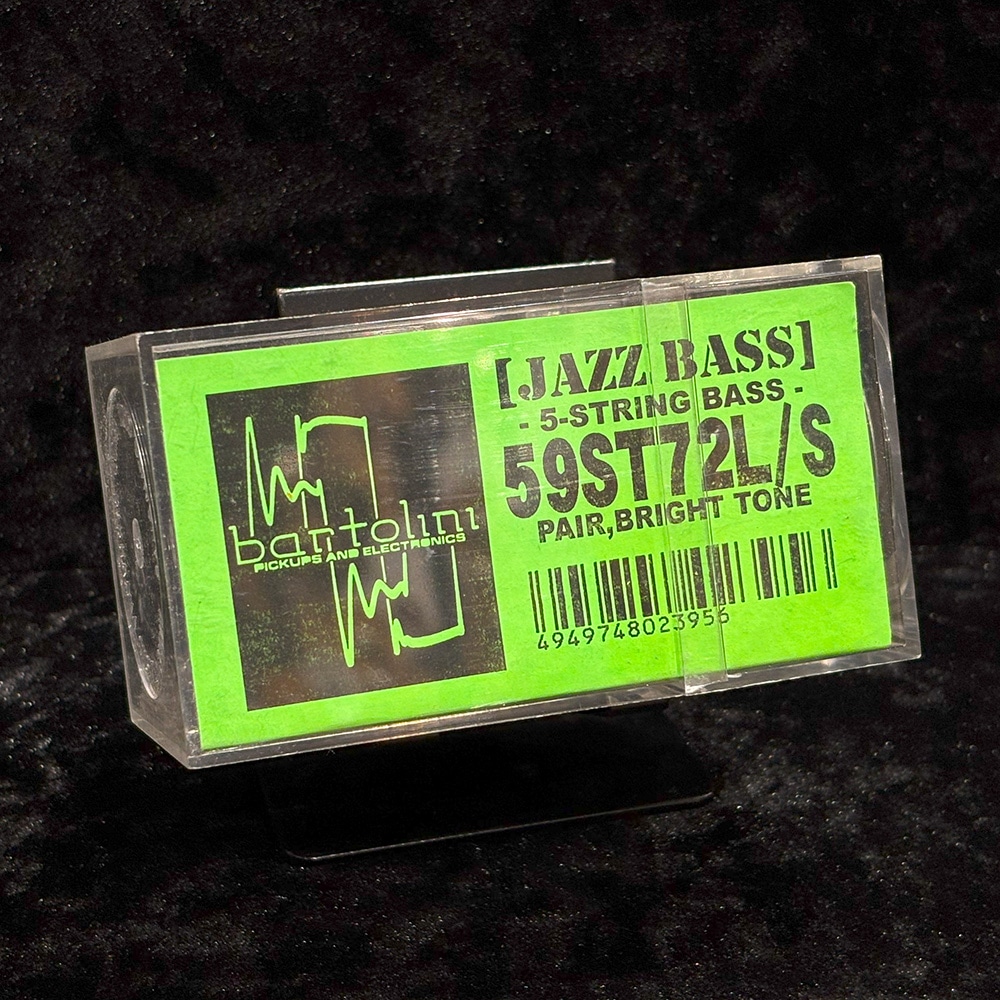 bartolini
PICKUPS AND ELECTRONICS
[JAZZ BASS]
- 5-STRING BASS -
59ST72L/S
PAIR,BRIGHT TONE
4949748023956